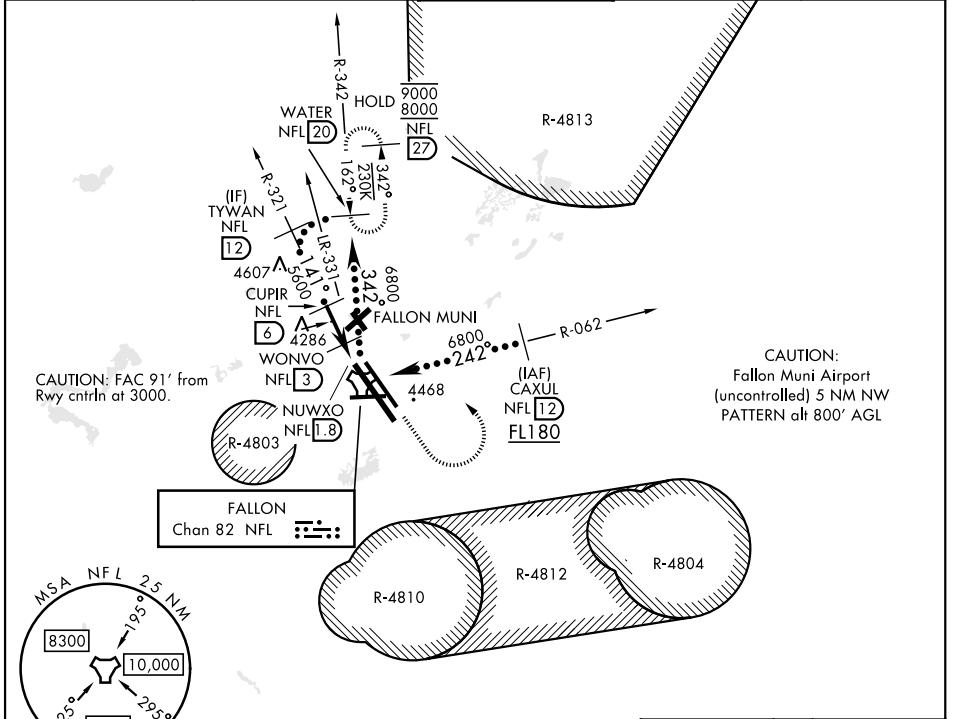 R-342
HOLD
9000
8000
NFL
27
WATER
NFL 20
R-4813
162°
230K
342°
R-321
(IF)
TYWAN
NFL
12
LR-331
4607
5600
141°
6800
342°
CUPIR
NFL
6
4286
FALLON MUNI
WONVO
NFL 3
6800
242°
R-062
(IAF)
CAXUL
NFL 12
FL180
4468
CAUTION: FAC 91' from
Rwy cntrln at 3000.
CAUTION:
Fallon Muni Airport
(uncontrolled) 5 NM NW
PATTERN alt 800' AGL
NUWXO
NFL 1.8
R-4803
FALLON
Chan 82 NFL
R-4810
R-4812
R-4804
MSA NFL 25 NM
195°
8300
10,000
295°